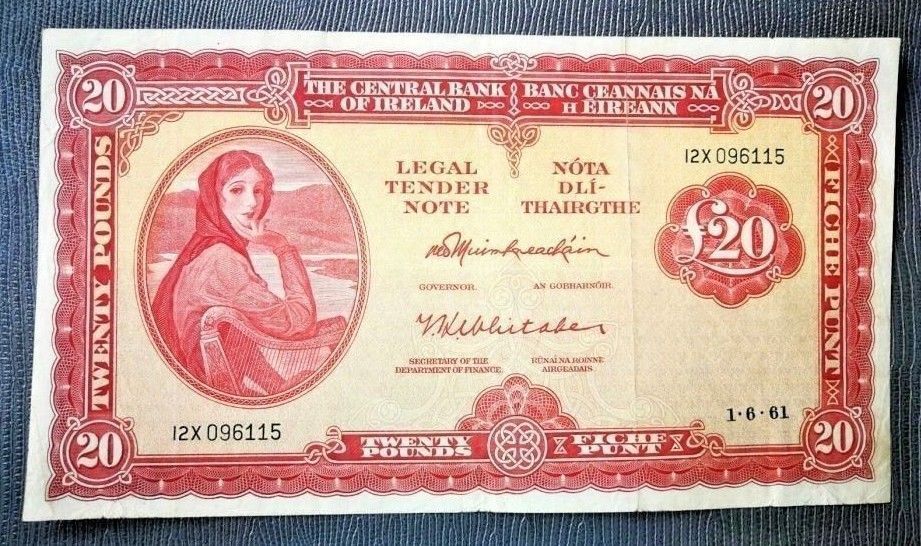 20
THE CENTRAL BANK
OF IRELAND
BANC CEANNAIS NA
H ÉIREANN
20
12X 096115
LEGAL
TENDER
NOTE
NÓTA
DLÍ-
THAIRGTHE
£20
TWENTY POUNDS
FICHE PUNT
GOVERNOR.
AN GOBHARNÓIR.
SECRETARY OF THE
DEPARTMENT OF FINANCE.
RÚNAÍ NA ROINNE
AIRGEADAIS
1·6·61
12X 096115
20
TWENTY
POUNDS
FICHE
PUNT
20